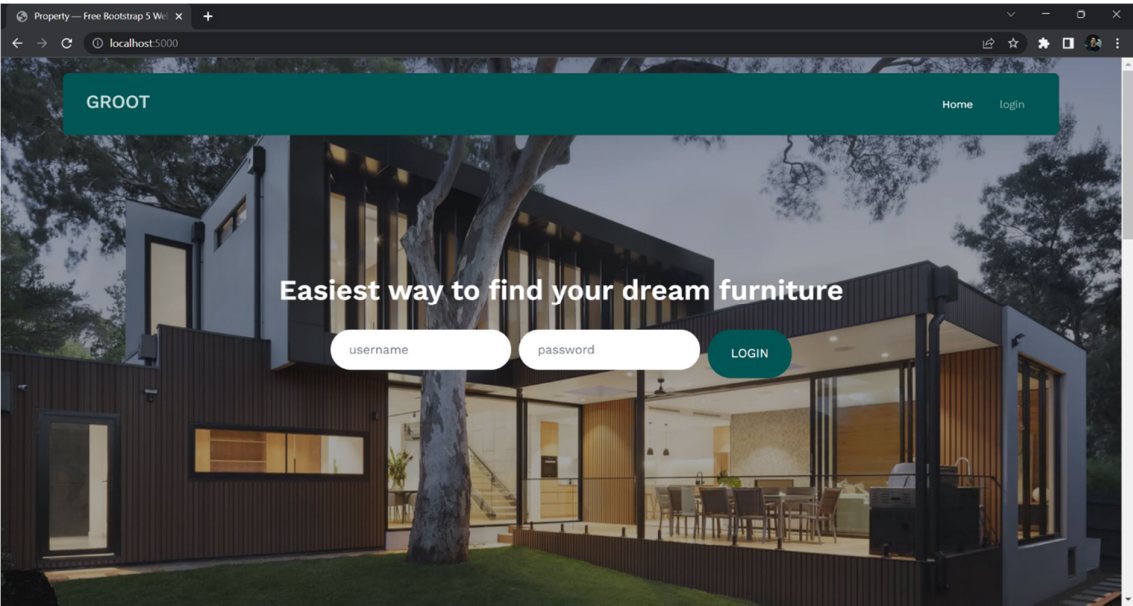 Property — Free Bootstrap 5 Wel
localhost:5000
GROOT
Home
login
Easiest way to find your dream furniture
username
password
LOGIN